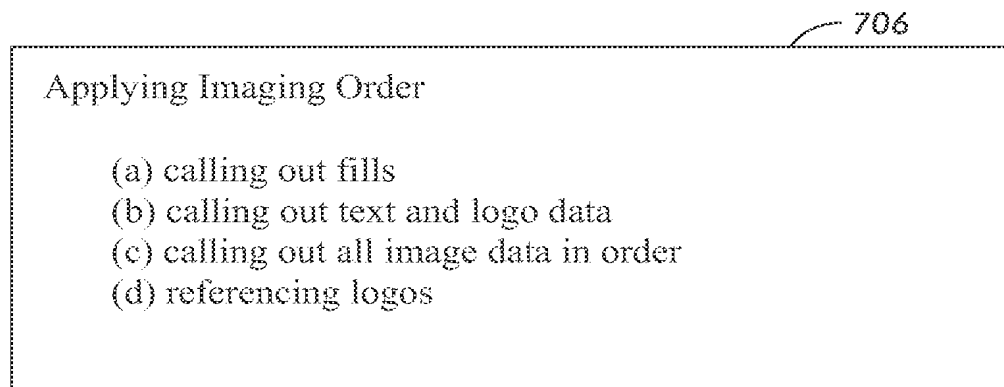 706
Applying Imaging Order
(a) calling out fills
(b) calling out text and logo data
(c) calling out all image data in order
(d) referencing logos